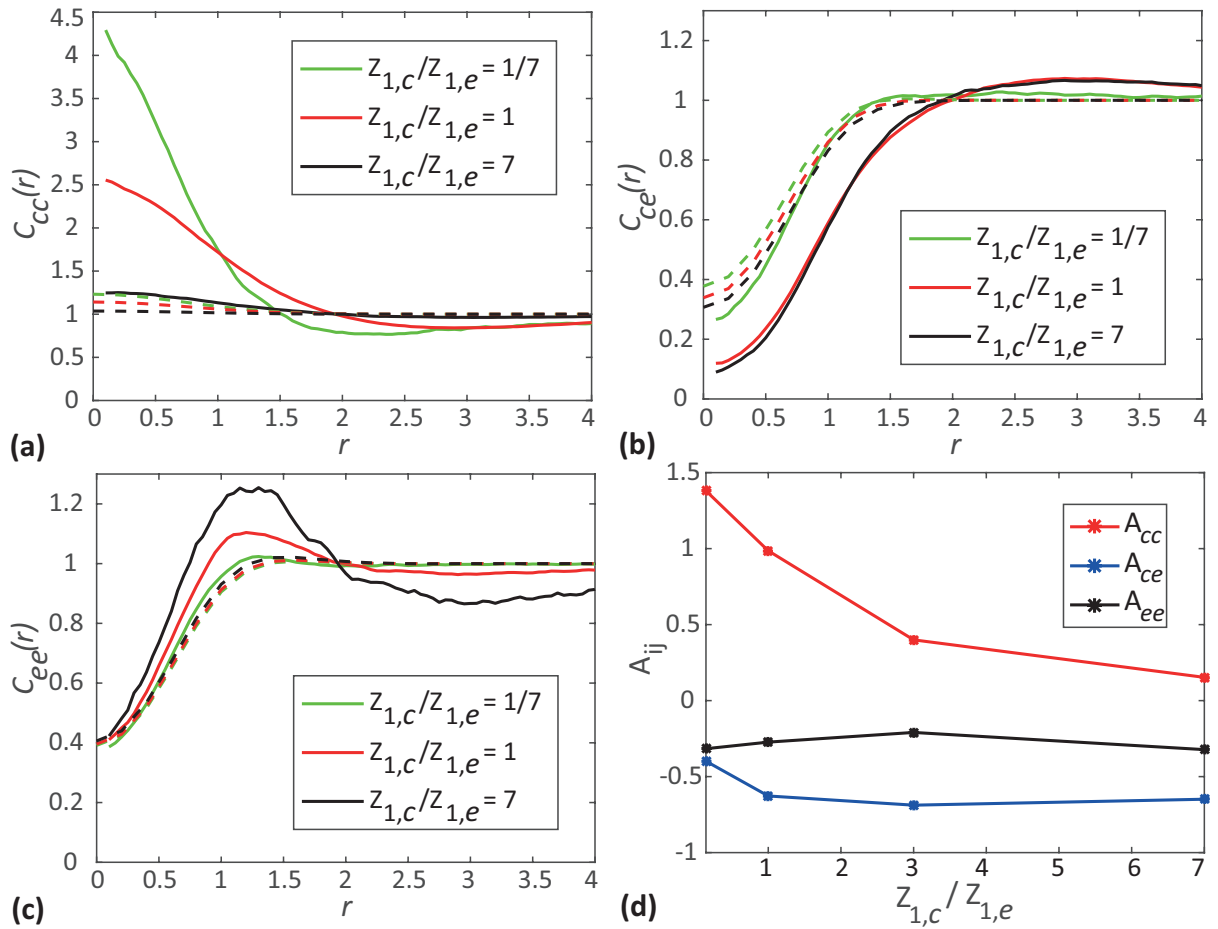 4.5
4
3.5
3
2.5
2
1.5
1
0.5
0
C_cc(r)
Z_1,c/Z_1,e = 1/7
Z_1,c/Z_1,e = 1
Z_1,c/Z_1,e = 7
0 0.5 1 1.5 2 2.5 3 3.5 4
r
(a)
1.2
1
0.8
0.6
0.4
0.2
0
C_ce(r)
Z_1,c/Z_1,e = 1/7
Z_1,c/Z_1,e = 1
Z_1,c/Z_1,e = 7
0 0.5 1 1.5 2 2.5 3 3.5 4
r
(b)
1.2
1
0.8
0.6
0.4
0.2
0
C_ee(r)
Z_1,c/Z_1,e = 1/7
Z_1,c/Z_1,e = 1
Z_1,c/Z_1,e = 7
0 0.5 1 1.5 2 2.5 3 3.5 4
r
(c)
1.5
1
0.5
0
-0.5
-1
A_ij
A_cc
A_ce
A_ee
1 2 3 4 5 6 7
Z_1,c / Z_1,e
(d)